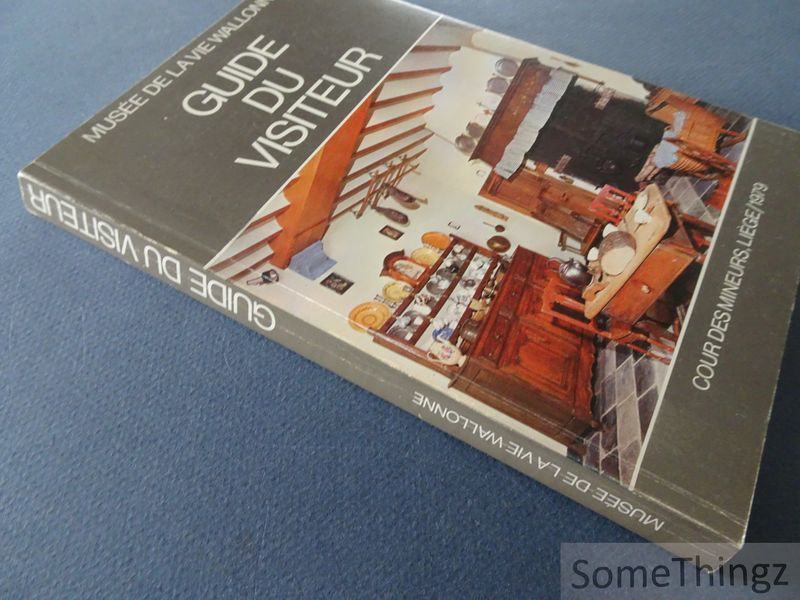 MUSÉE DE LA VIE WALLONNE
GUIDE
DU
VISITEUR
COUR DES MINEURS, LIÈGE/1979
GUIDE DU VISITEUR
MUSÉE DE LA VIE WALLONNE
SomeThingz